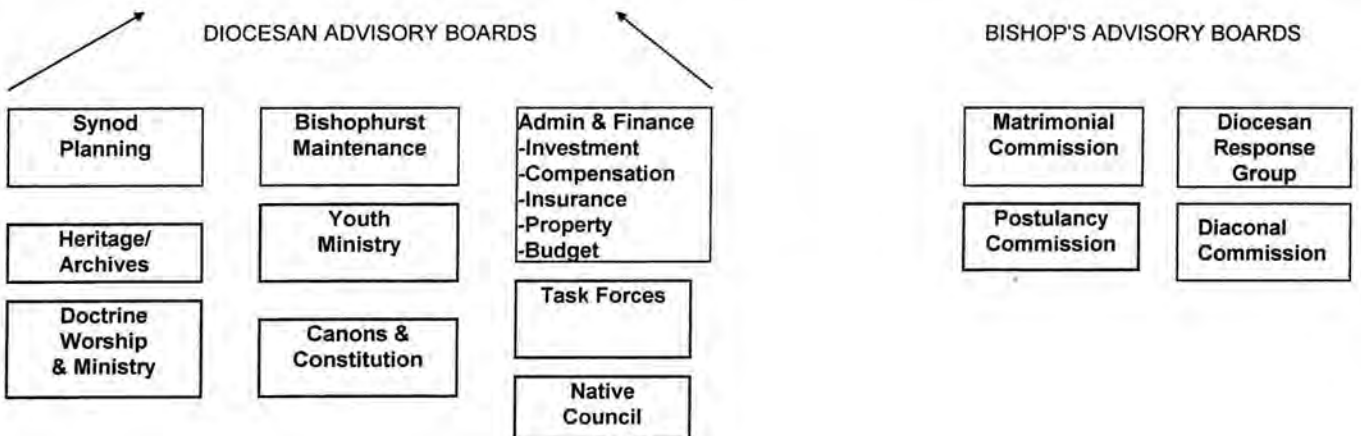 DIOCESAN ADVISORY BOARDS
BISHOP'S ADVISORY BOARDS
Synod
Planning
Heritage/
Archives
Doctrine
Worship
& Ministry
Bishophurst
Maintenance
Youth
Ministry
Canons &
Constitution
Admin & Finance
-Investment
-Compensation
-Insurance
-Property
-Budget
Task Forces
Native
Council
Matrimonial
Commission
Postulancy
Commission
Diocesan
Response
Group
Diaconal
Commission